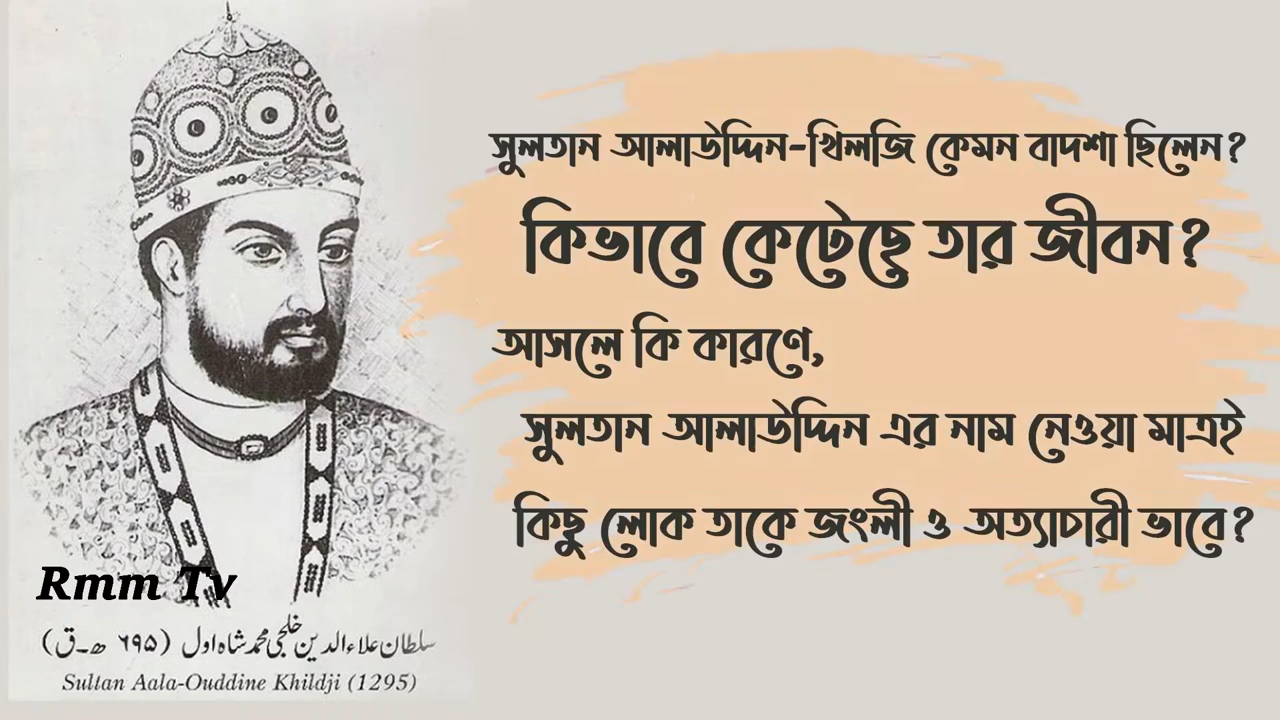 সুলতান আলাউদ্দিন-খিলজি কেমন বাদশা ছিলেন?
কিভাবে কেটেছে তার জীবন?
আসলে কি কারণে,
সুলতান আলাউদ্দিন এর নাম নেওয়া মাত্রই
কিছু লোক তাকে জংলী ও অত্যাচারী ভাবে?
Rmm Tv
سلطان علاءالدین خلجی محمد شاہ اول (۶۹۵ ھ-ق)
Sultan Aala-Ouddine Khildji (1295)